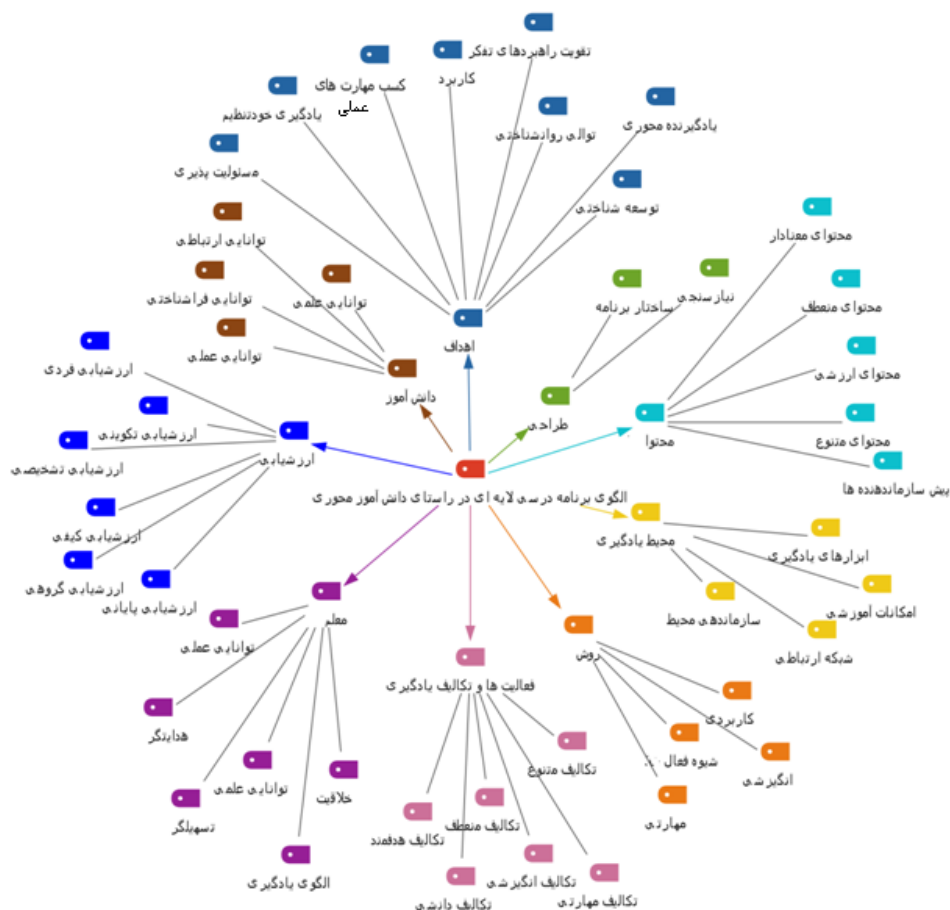 تقویت راهبردهای تفکر
کاربرد
کسب مهارت های
عملی
یادگیری خودتنظیم
توالی روانشناختی
یادگیرنده محوری
مسئولیت پذیری
توسعه شناختی
توانایی ارتباطی
محتوای معنادار
توانایی فراشناختی
توانایی علمی
ساختار برنامه
نیازسنجی
محتوای منعطف
توانایی عملی
اهداف
ارزشیابی فردی
دانش آموز
محتوای ارزشی
طراحی
محتوا
محتوای متنوع
ارزشیابی تکوینی
ارزشیابی
ارزشیابی تشخیصی
پیش سازماندهنده ها
الگوی برنامه درسی لایه ای در راستای دانش آموز محوری
ارزشیابی کیفی
محیط یادگیری
ابزارهای یادگیری
ارزشیابی گروهی
ارزشیابی پایانی
معلم
سازماندهی محیط
امکانات آموزشی
توانایی عملی
روش
شبکه ارتباطی
فعالیت ها و تکالیف یادگیری
کاربردی
هدایتگر
شیوه فعال
انگیزشی
تکالیف متنوع
توانایی علمی
خلاقیت
مهارتی
تسهیلگر
تکالیف هدفمند
تکالیف منعطف
الگوی یادگیری
تکالیف دانشی
تکالیف انگیزشی
تکالیف مهارتی